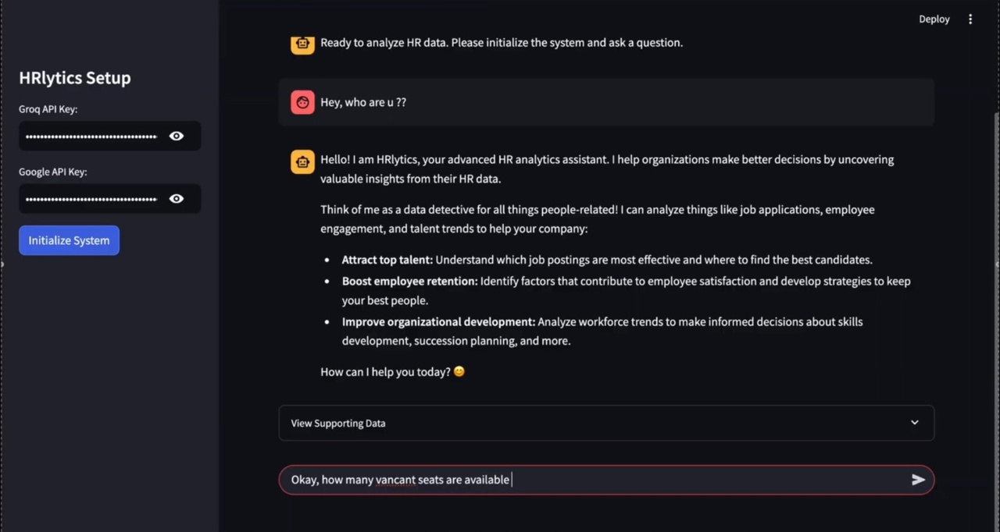 Deploy
HRlytics Setup
Groq API Key:
Google API Key:
Initialize System
Ready to analyze HR data. Please initialize the system and ask a question.
Hey, who are u ??
Hello! I am HRlytics, your advanced HR analytics assistant. I help organizations make better decisions by uncovering
valuable insights from their HR data.
Think of me as a data detective for all things people-related! I can analyze things like job applications, employee
engagement, and talent trends to help your company:
• Attract top talent: Understand which job postings are most effective and where to find the best candidates.
• Boost employee retention: Identify factors that contribute to employee satisfaction and develop strategies to keep
your best people.
• Improve organizational development: Analyze workforce trends to make informed decisions about skills
development, succession planning, and more.
How can I help you today? 😊
View Supporting Data
Okay, how many vancant seats are available